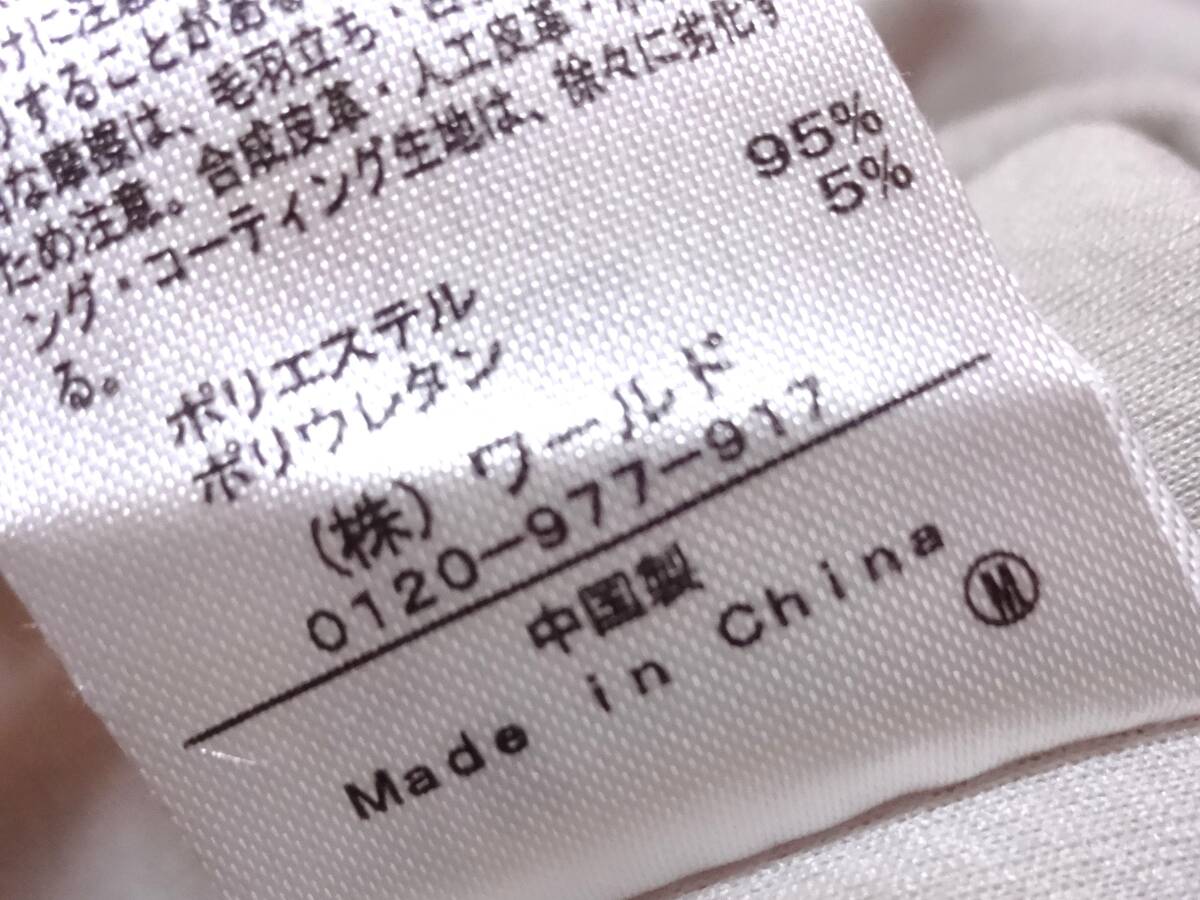 けに注意
りすることがある
な摩擦は、毛羽立ち・
ため注意。合成皮革・人工皮革・
ング・コーティング生地は、徐々に劣化す
る。
ポリエステル 95%
ポリウレタン 5%
(株) ワールド
0120-977-917
中国製
Made in China
M